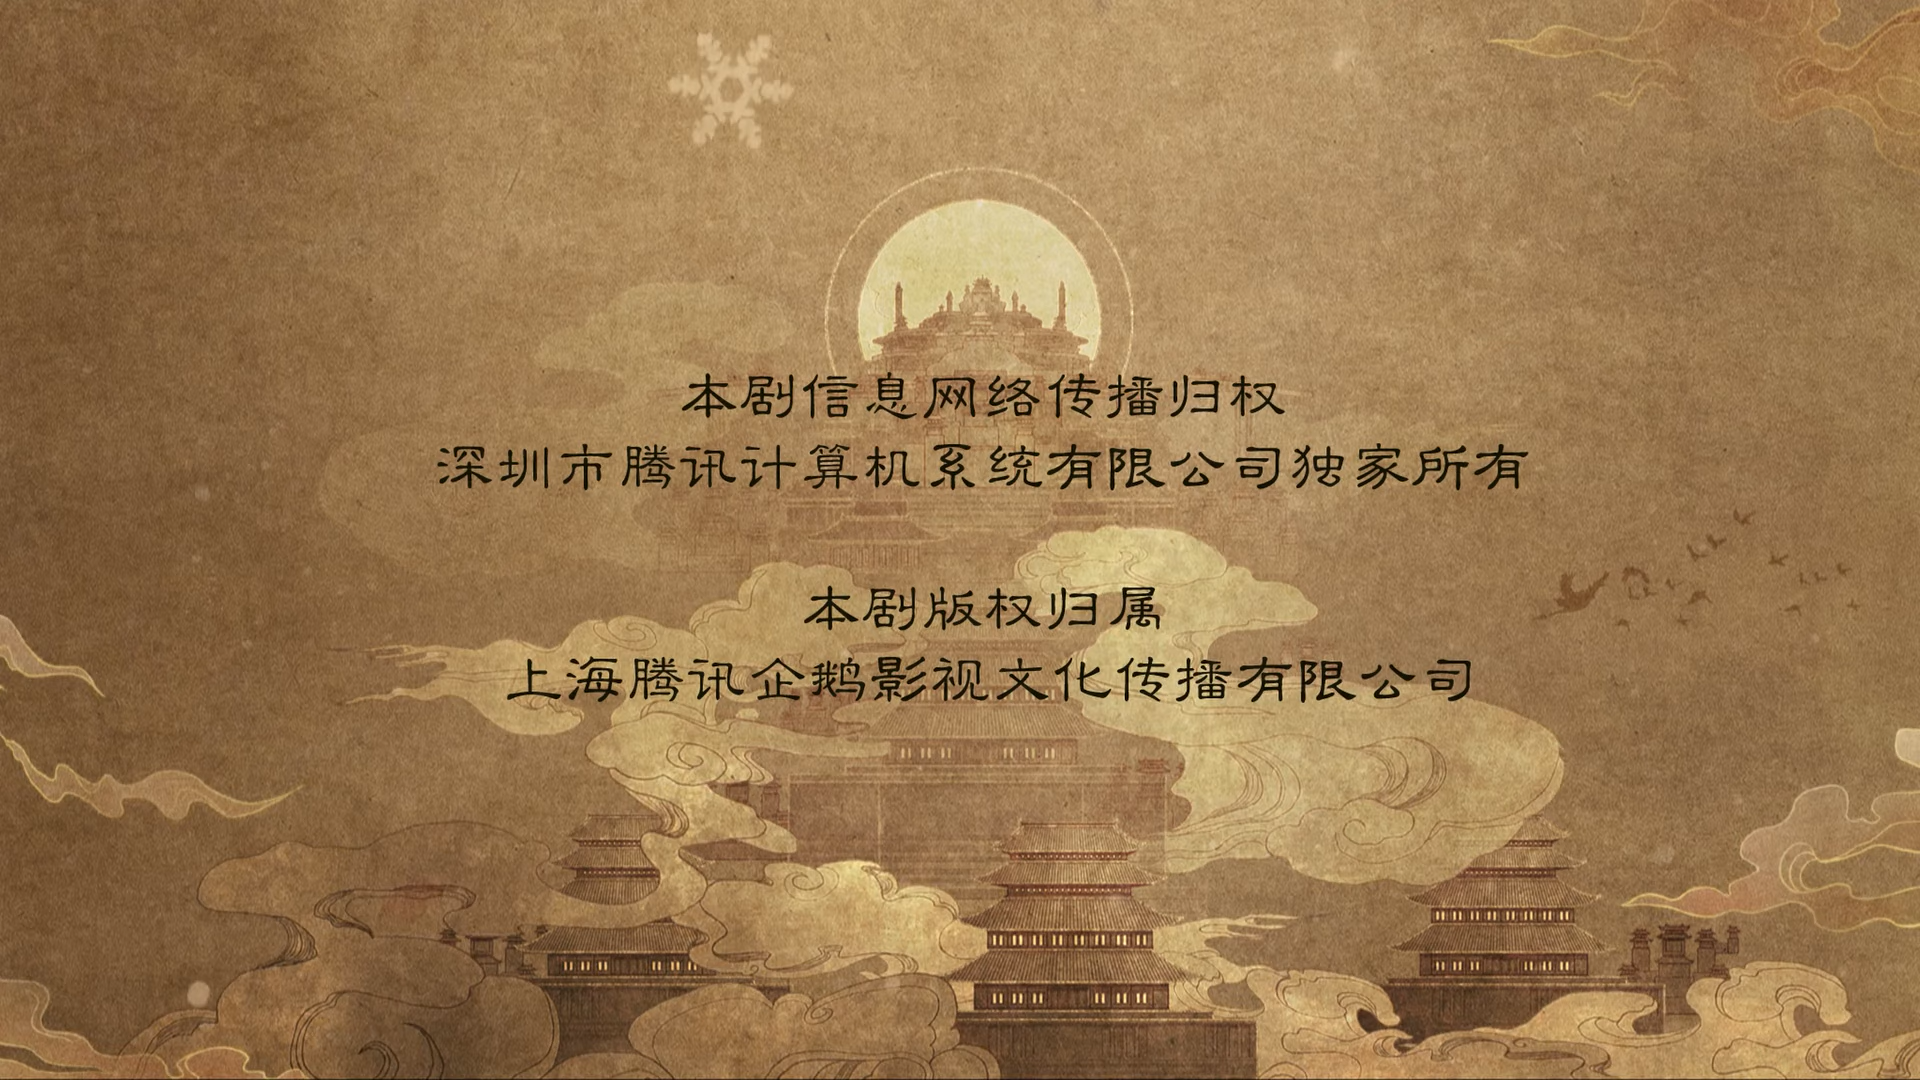 本剧信息网络传播归权
深圳市腾讯计算机系统有限公司独家所有
本剧版权归属
上海腾讯企鹅影视文化传播有限公司